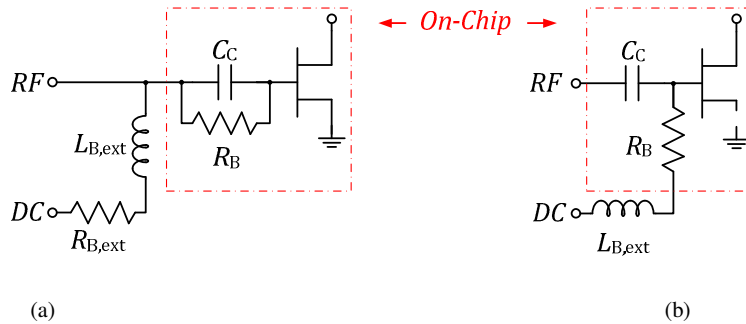 On-Chip
C_C
C_C
RF
RF
L_B,ext
R_B
R_B
DC
DC
R_B,ext
L_B,ext
(a)
(b)